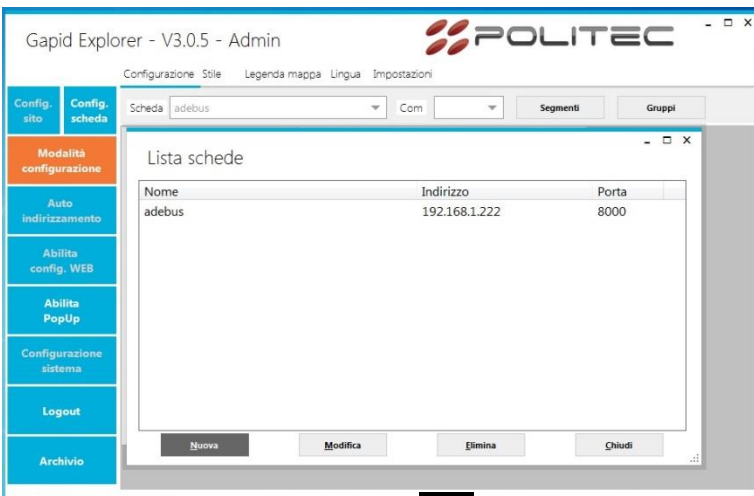 Gapid Explorer - V3.0.5 - Admin
POLITEC
Configurazione Stile Legenda mappa Lingua Impostazioni
Config. sito
Config. scheda
Scheda adebus Com Segmenti Gruppi
Modalità
configurazione
Auto
indirizzamento
Abilita
config. WEB
Abilita
PopUp
Configurazione
sistema
Logout
Archivio
Lista schede
Nome Indirizzo Porta
adebus 192.168.1.222 8000
Nuova Modifica Elimina Chiudi